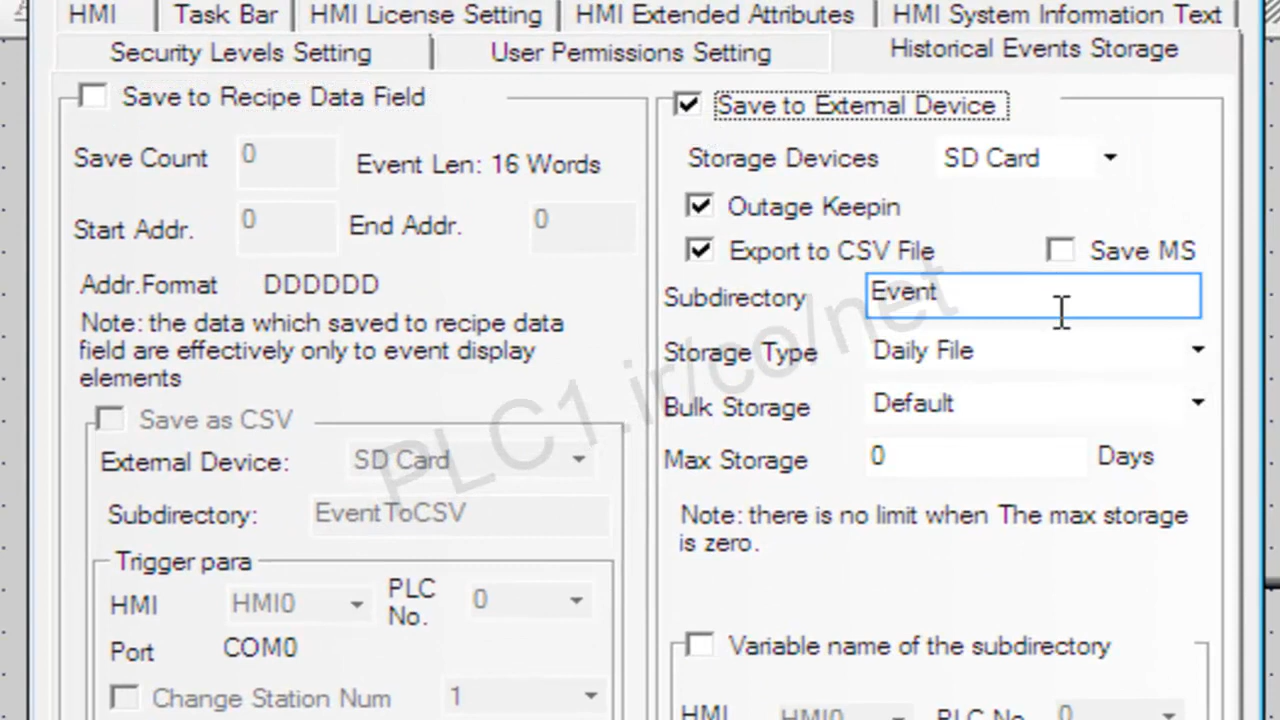 HMI Task Bar HMI License Setting HMI Extended Attributes HMI System Information Text
Security Levels Setting User Permissions Setting Historical Events Storage
Save to Recipe Data Field
Save Count 0 Event Len: 16 Words
Start Addr. 0 End Addr. 0
Addr.Format DDDDDD
Note: the data which saved to recipe data
field are effectively only to event display
elements
Save as CSV
External Device: SD Card
Subdirectory: EventToCSV
Trigger para
HMI HMI0 PLC No. 0
Port COM0
Change Station Num 1
Save to External Device
Storage Devices SD Card
Outage Keepin
Export to CSV File Save MS
Subdirectory Event
Storage Type Daily File
Bulk Storage Default
Max Storage 0 Days
Note: there is no limit when The max storage
is zero.
Variable name of the subdirectory
HMI HMI0 PLC No. 0
PLC1.ir/co/net